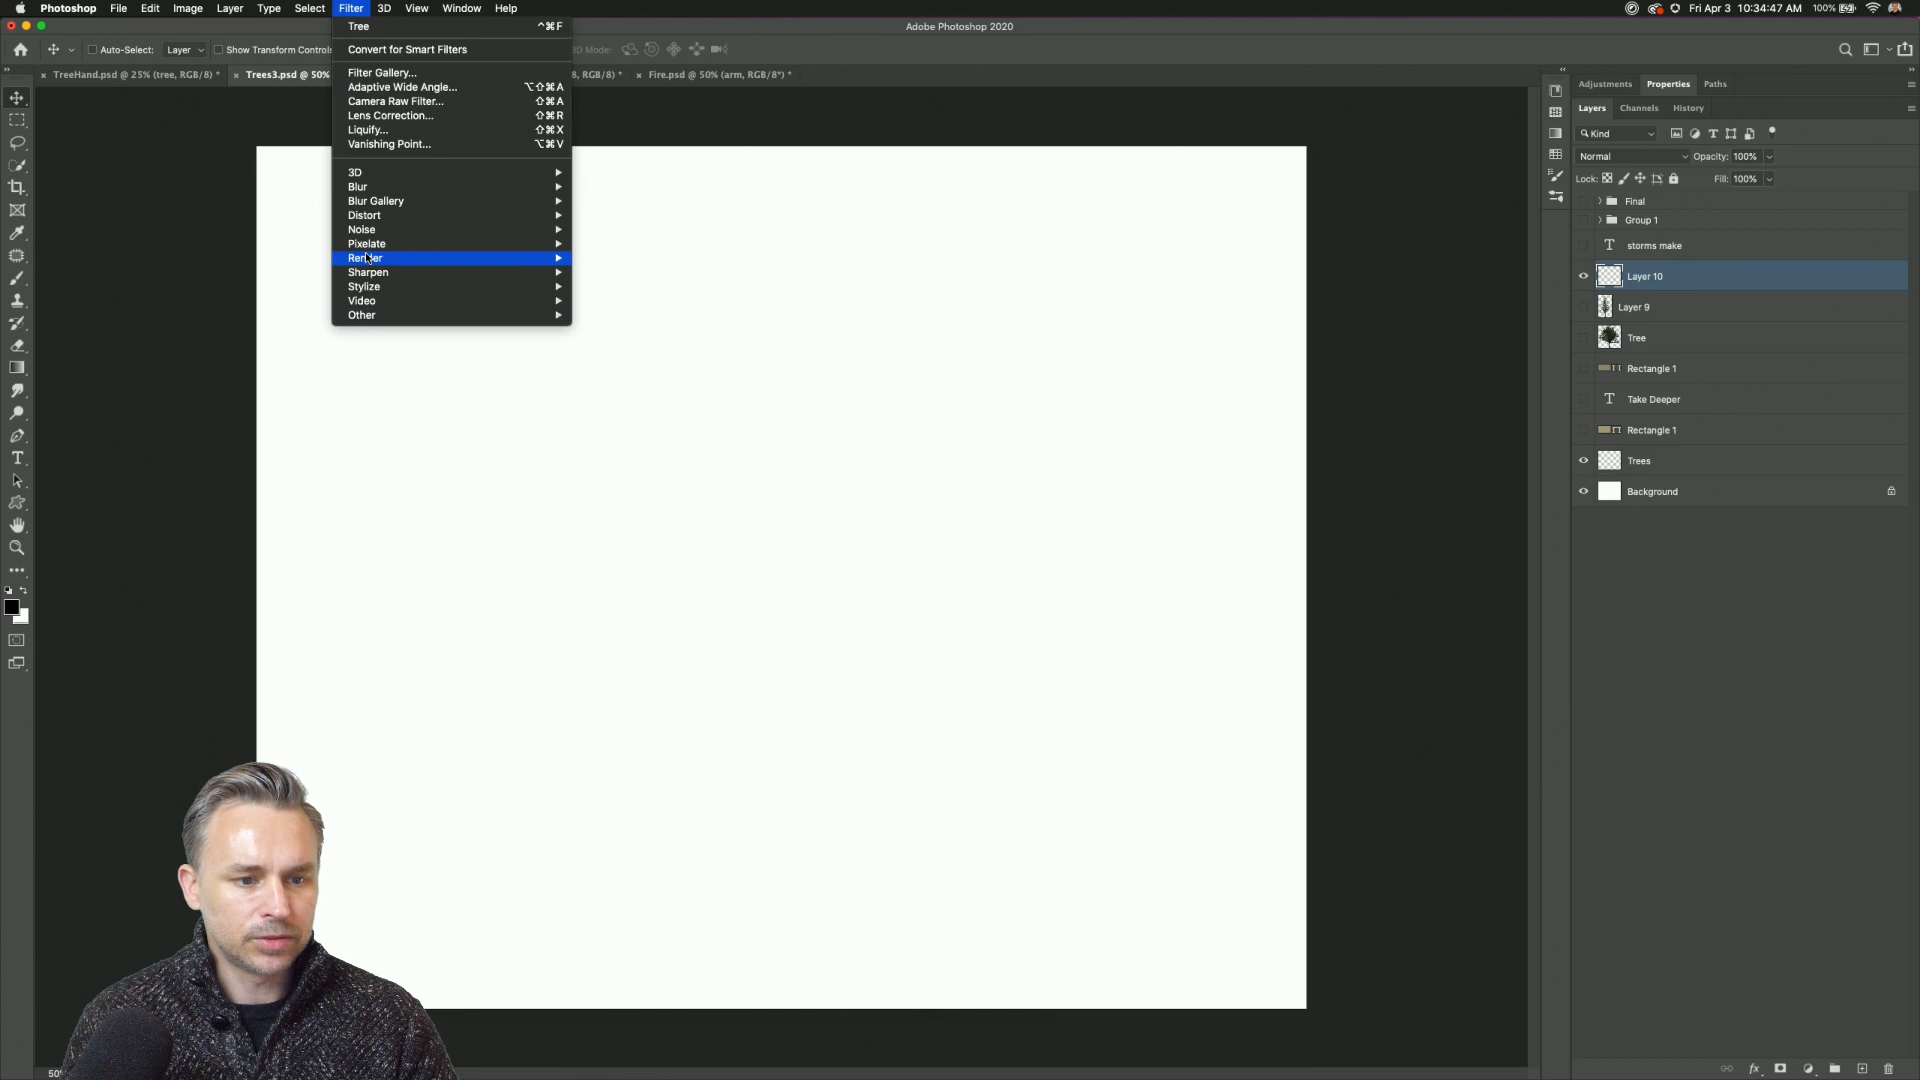 Photoshop File Edit Image Layer Type Select Filter 3D View Window Help
Fri Apr 3 10:34:47 AM 100%
Adobe Photoshop 2020
Auto-Select: Layer Show Transform Controls 3D Mode:
TreeHand.psd @ 25% (tree, RGB/8) *
Trees3.psd @ 50%
8, RGB/8) *
Fire.psd @ 50% (arm, RGB/8*) *
Tree ^⌘F
Convert for Smart Filters
Filter Gallery...
Adaptive Wide Angle... ⌥⇧⌘A
Camera Raw Filter... ⇧⌘A
Lens Correction... ⇧⌘R
Liquify... ⇧⌘X
Vanishing Point... ⌥⌘V
3D
Blur
Blur Gallery
Distort
Noise
Pixelate
Render
Sharpen
Stylize
Video
Other
Adjustments Properties Paths
Layers Channels History
Kind
Normal Opacity: 100%
Lock: Fill: 100%
Final
Group 1
storms make
Layer 10
Layer 9
Tree
Rectangle 1
Take Deeper
Rectangle 1
Trees
Background